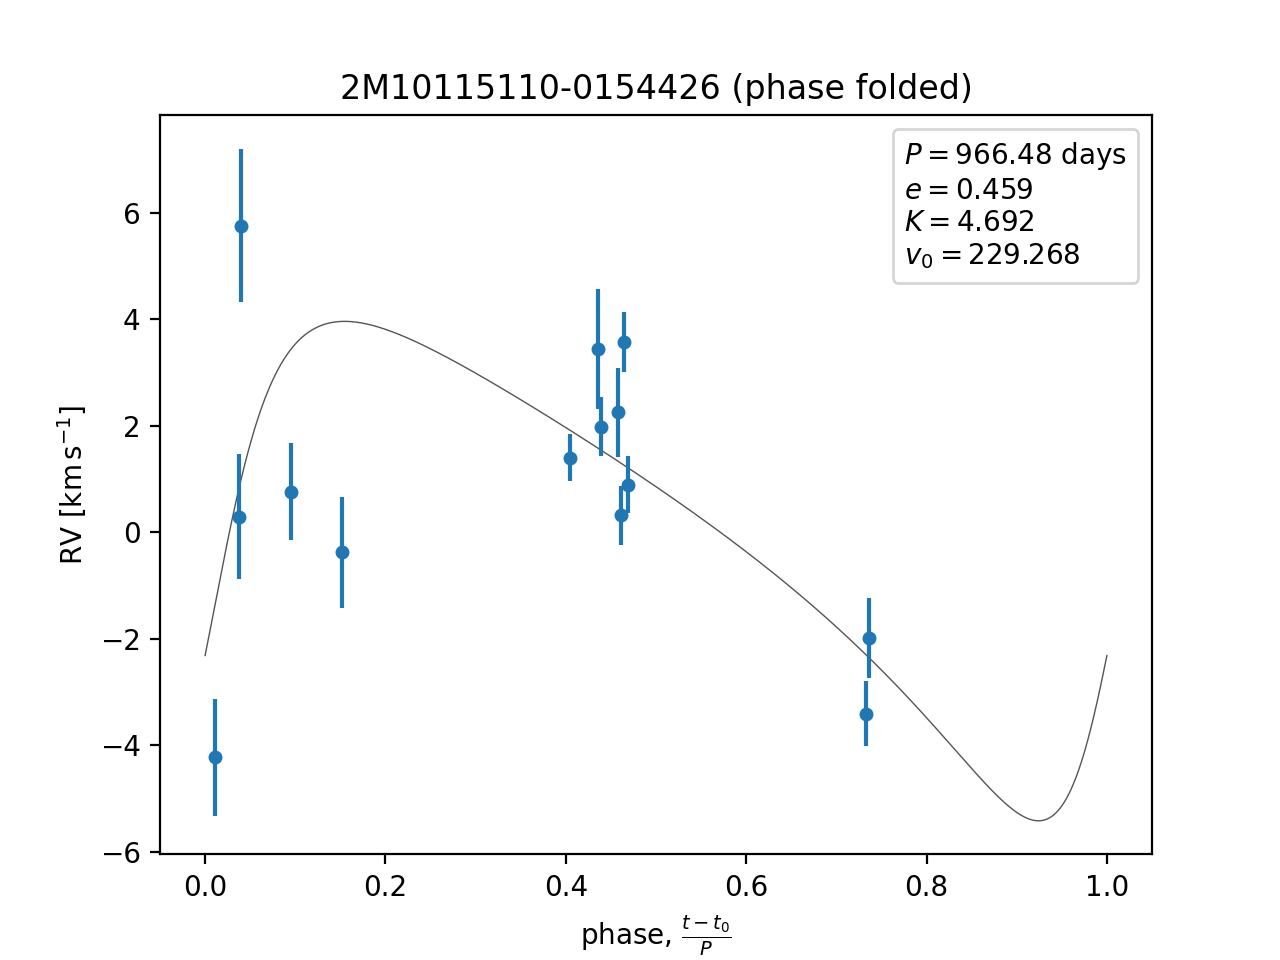 2M10115110-0154426 (phase folded)
P = 966.48 days
e = 0.459
K = 4.692
v₀ = 229.268
6
4
2
0
−2
−4
−6
RV [km s⁻¹]
0.0 0.2 0.4 0.6 0.8 1.0
phase, (t − t₀)/P